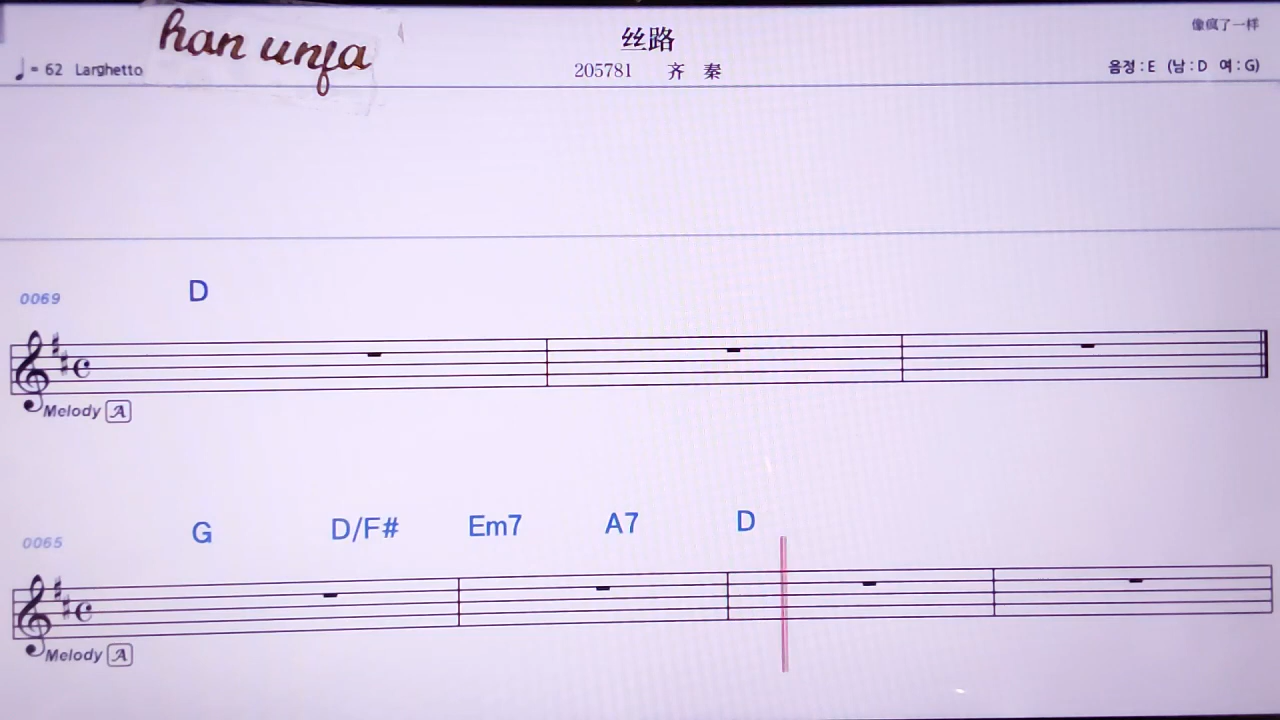 han unfa
丝路
像疯了一样
♩= 62 Larghetto
205781 齐 秦
음정 : E (남 : D 여 : G)
0069
D
Melody A
0065
G D/F# Em7 A7 D
Melody A